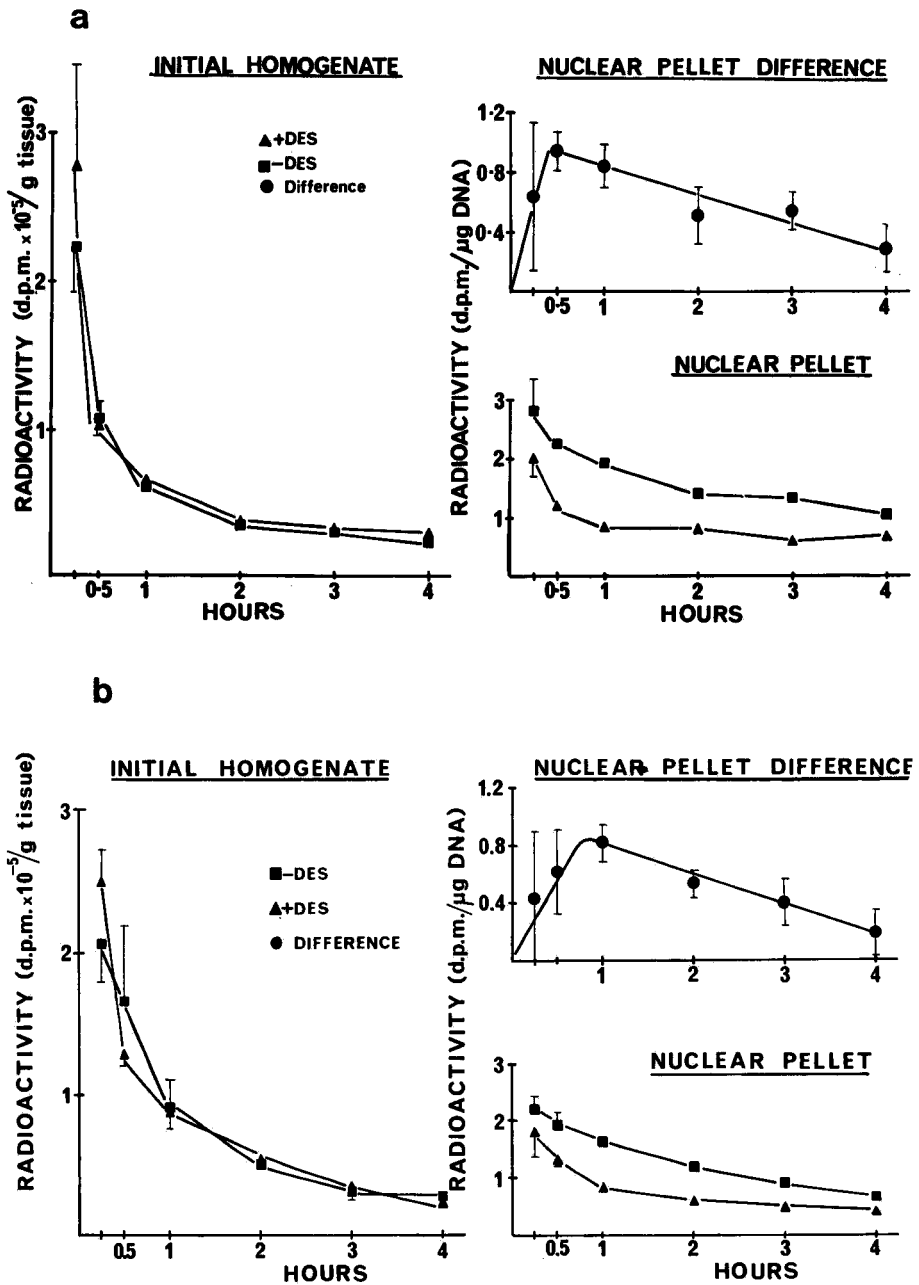 a
INITIAL HOMOGENATE
RADIOACTIVITY (d.p.m. x 10⁻⁵/g tissue)
▲+DES
■-DES
● Difference
3
2
1
0·5 1 2 3 4
HOURS
NUCLEAR PELLET DIFFERENCE
RADIOACTIVITY (d.p.m./µg DNA)
1·2
0·8
0·4
0·5 1 2 3 4
NUCLEAR PELLET
3
2
1
0·5 1 2 3 4
HOURS
b
INITIAL HOMOGENATE
RADIOACTIVITY (d.p.m. x10⁻⁵/g tissue)
■-DES
▲+DES
● DIFFERENCE
3
2
1
0.5 1 2 3 4
HOURS
NUCLEAR PELLET DIFFERENCE
RADIOACTIVITY (d.p.m./µg DNA)
1.2
0.8
0.4
1 2 3 4
NUCLEAR PELLET
3
2
1
0.5 1 2 3 4
HOURS